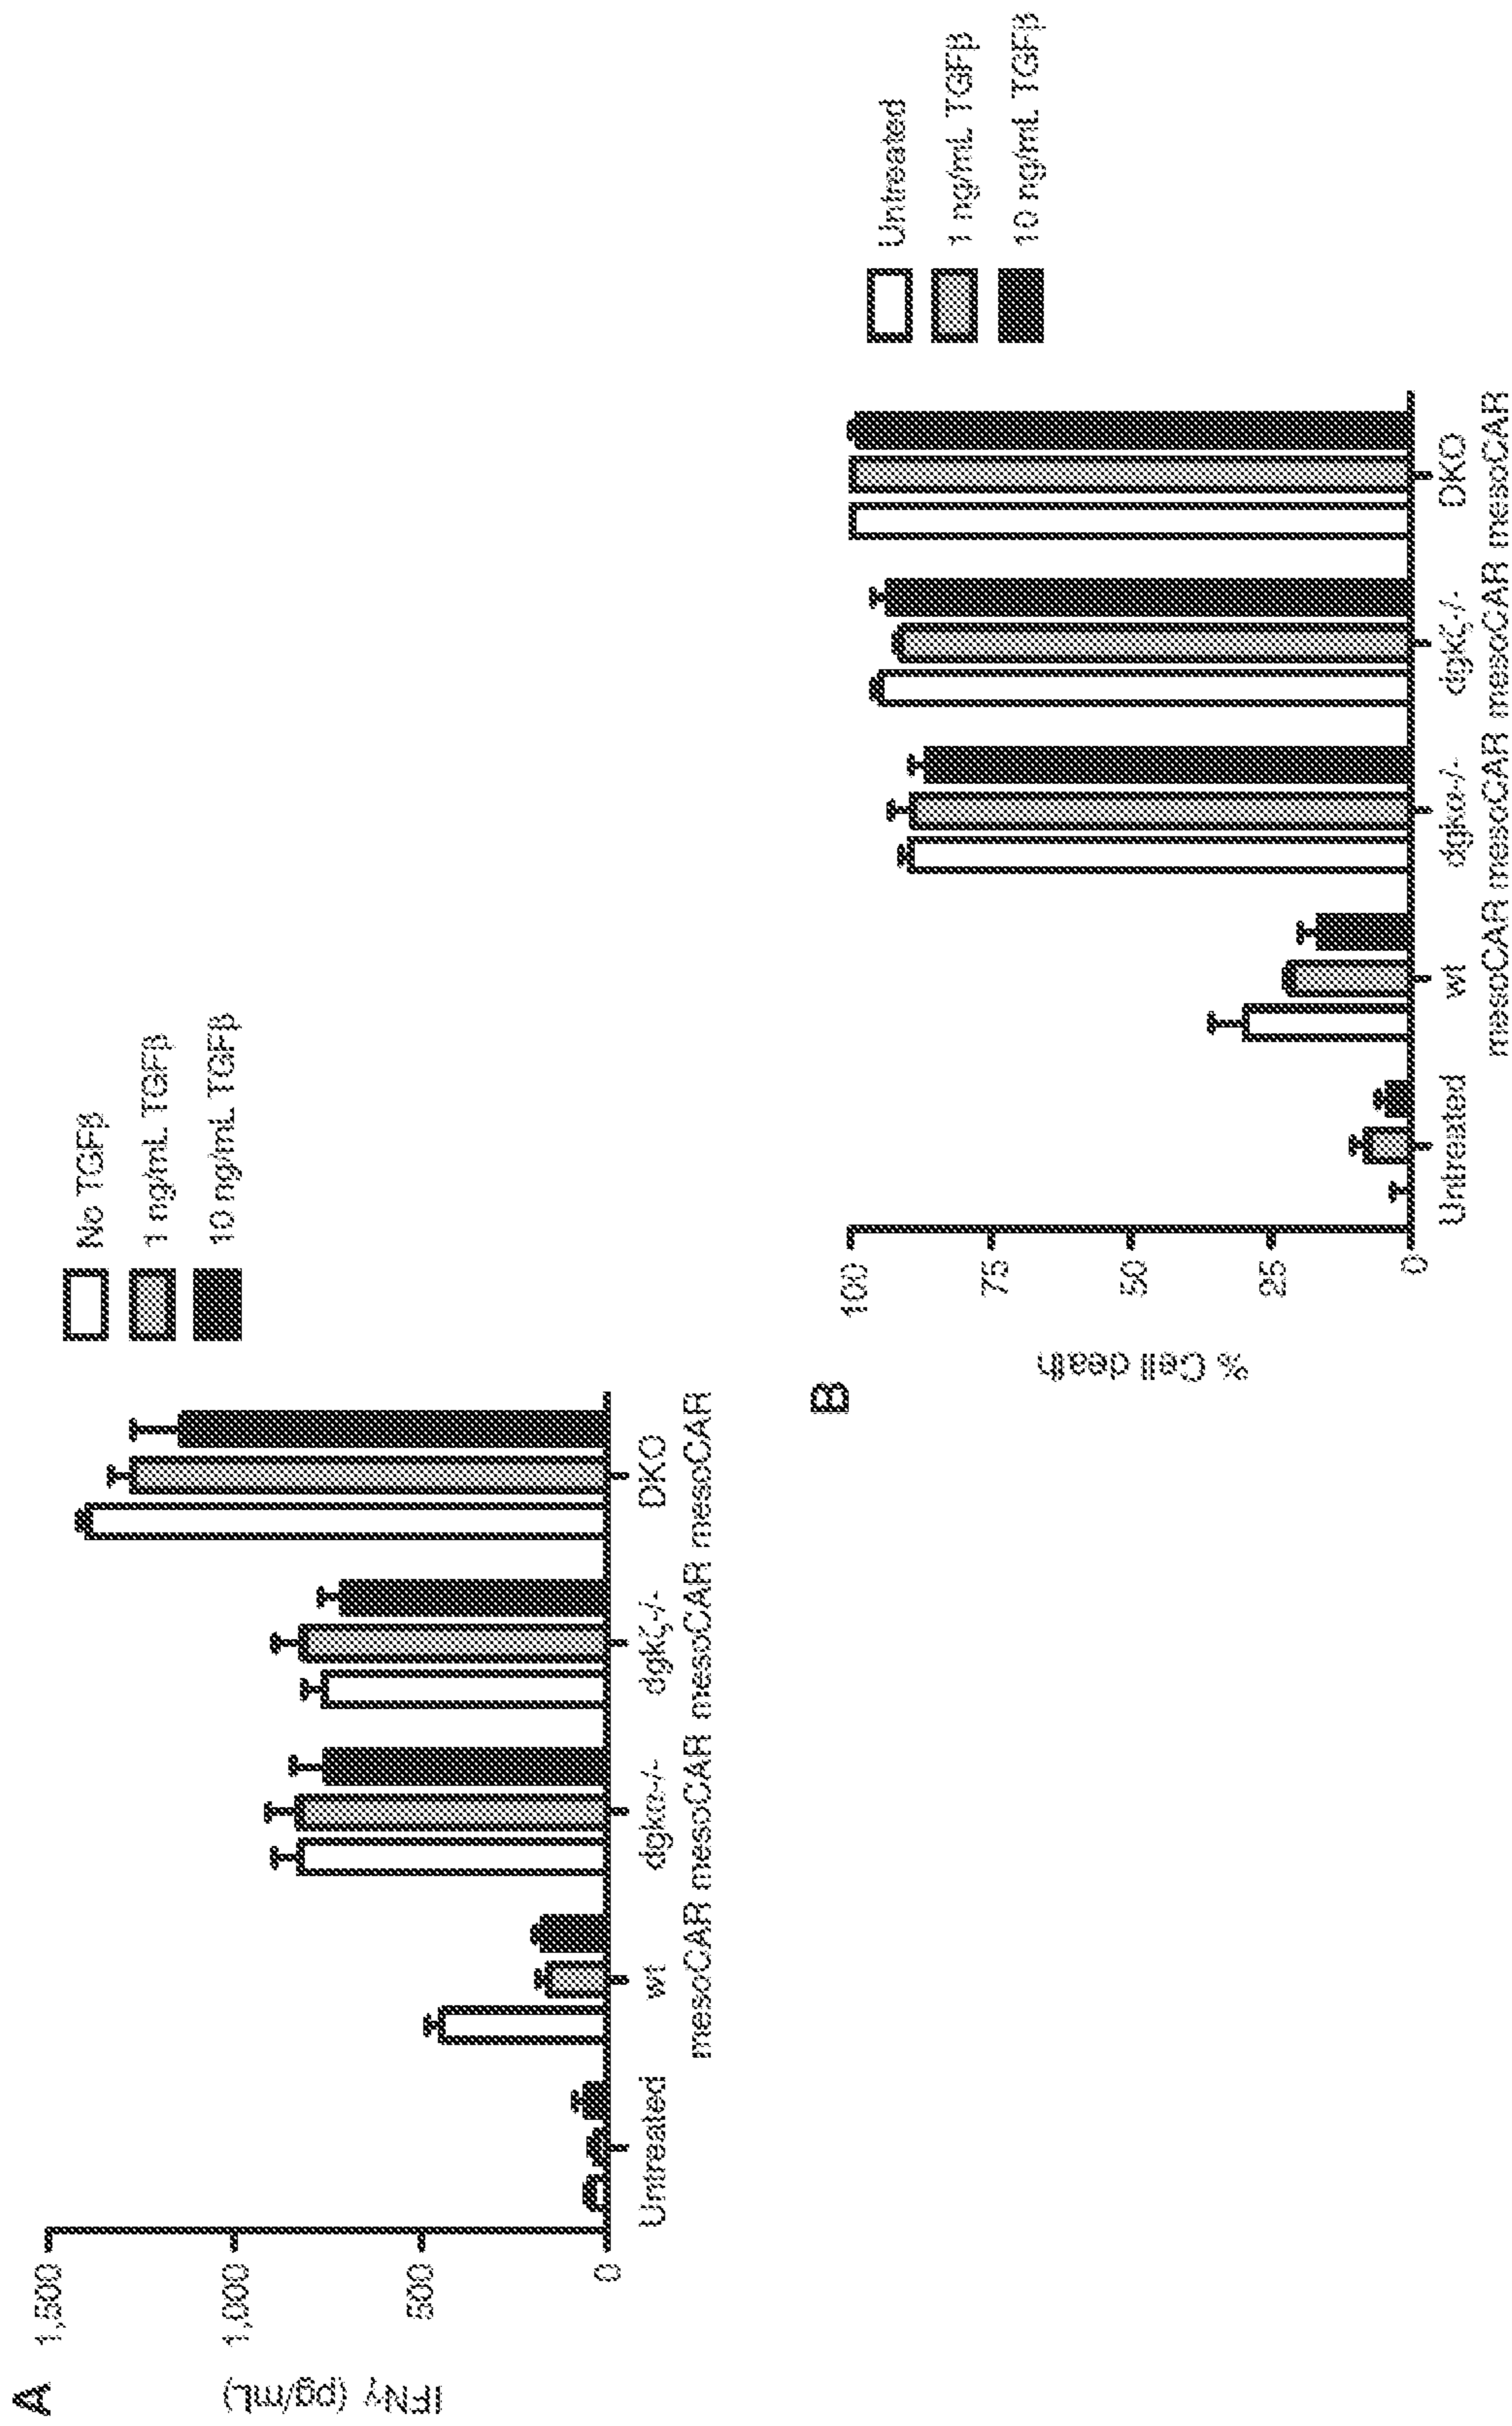 A
IFNγ (pg/mL)
1,500
1,000
500
0
No TGFβ
1 ng/mL TGFβ
10 ng/mL TGFβ
Untreated wt dgkα-/- dgkζ-/- DKO
mesoCAR mesoCAR mesoCAR mesoCAR
B
% Cell death
100
75
50
25
0
Untreated
1 ng/mL TGFβ
10 ng/mL TGFβ
Untreated wt dgkα-/- dgkζ-/- DKO
mesoCAR mesoCAR mesoCAR mesoCAR